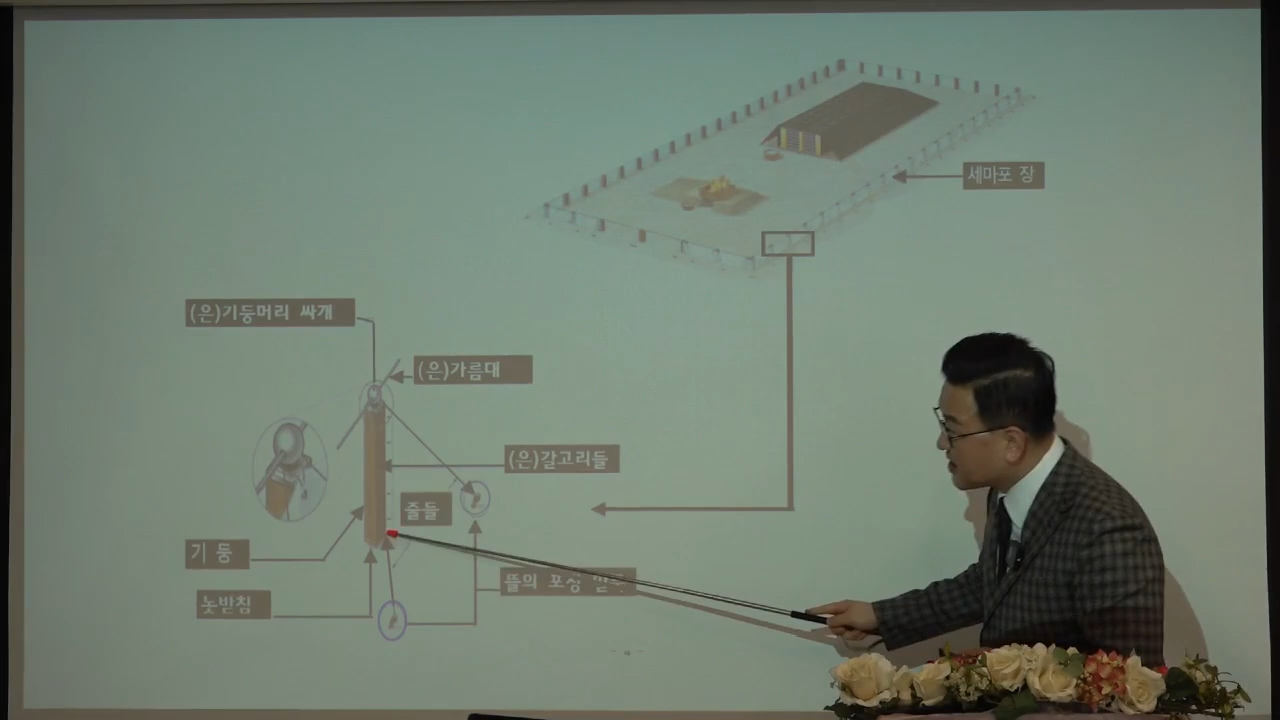 세마포 장
(은)기둥머리 싸개
(은)가름대
(은)갈고리들
줄들
기 둥
뜰의 포장
놋받침